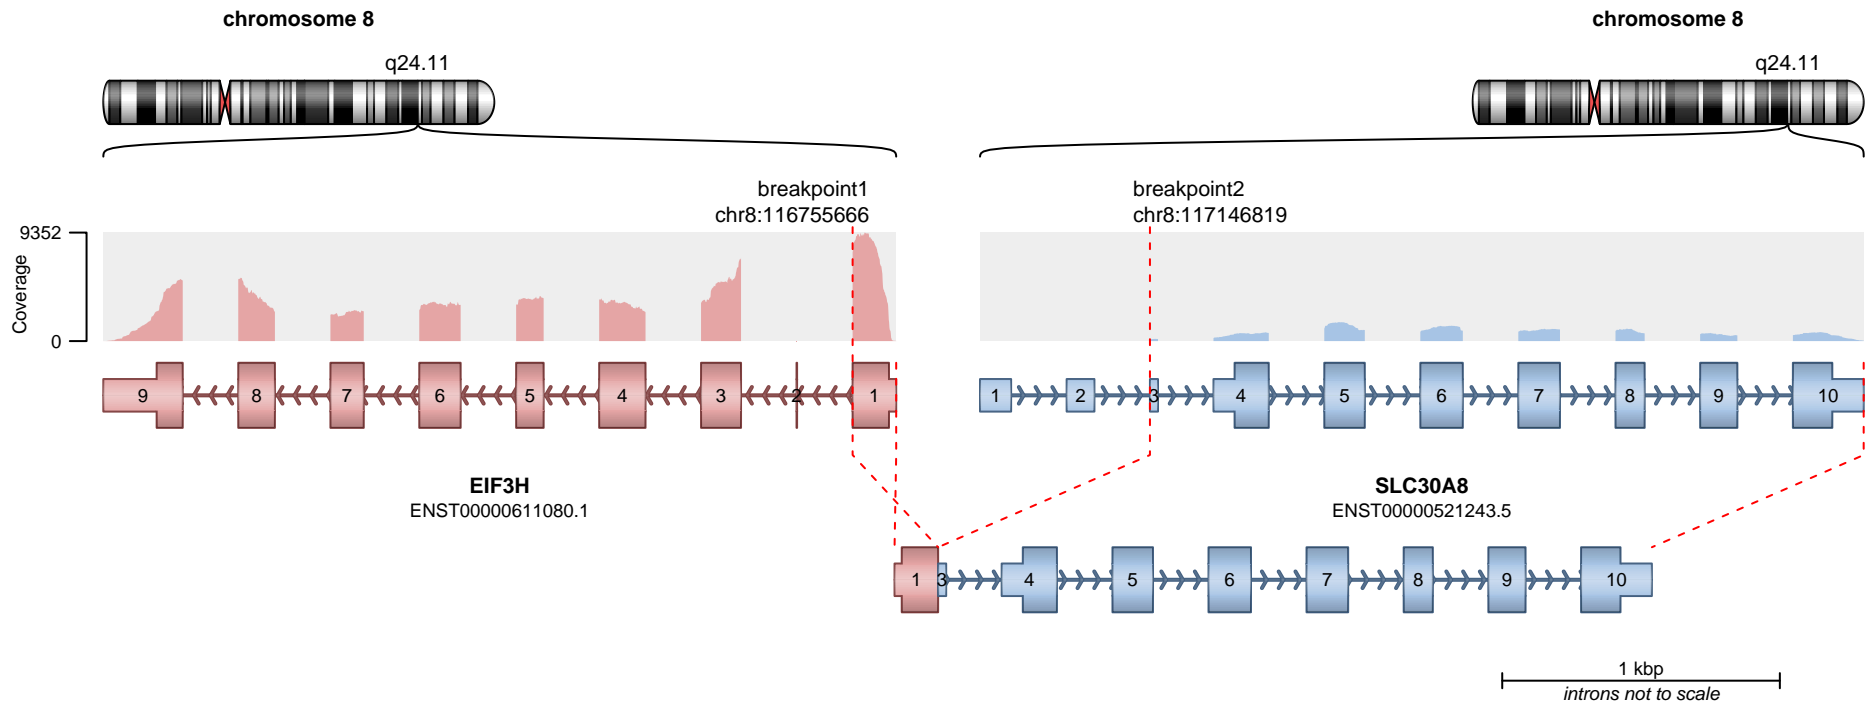 chromosome 8
chromosome 8
q24.11
q24.11
breakpoint1
chr8:116755666
breakpoint2
chr8:117146819
9352
Coverage
0
9 8 7 6 5 4 3 2 1
1 2 3 4 5 6 7 8 9 10
EIF3H
ENST00000611080.1
SLC30A8
ENST00000521243.5
1 3 4 5 6 7 8 9 10
1 kbp
introns not to scale